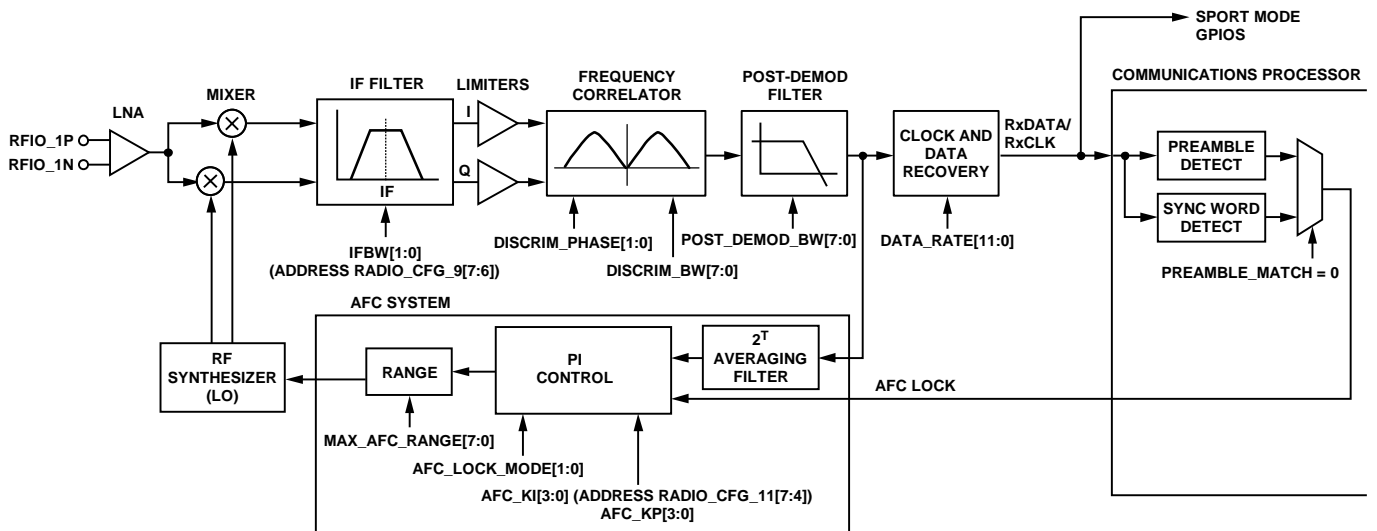 SPORT MODE
GPIOS
COMMUNICATIONS PROCESSOR
LNA
MIXER
IF FILTER
LIMITERS
FREQUENCY
CORRELATOR
POST-DEMOD
FILTER
RFIO_1P
RFIO_1N
I
Q
IF
CLOCK AND
DATA
RECOVERY
RxDATA/
RxCLK
PREAMBLE
DETECT
SYNC WORD
DETECT
IFBW[1:0]
(ADDRESS RADIO_CFG_9[7:6])
DISCRIM_PHASE[1:0]
DISCRIM_BW[7:0]
POST_DEMOD_BW[7:0]
DATA_RATE[11:0]
PREAMBLE_MATCH = 0
AFC SYSTEM
RF
SYNTHESIZER
(LO)
RANGE
PI
CONTROL
2T
AVERAGING
FILTER
AFC LOCK
MAX_AFC_RANGE[7:0]
AFC_LOCK_MODE[1:0]
AFC_KI[3:0] (ADDRESS RADIO_CFG_11[7:4])
AFC_KP[3:0]